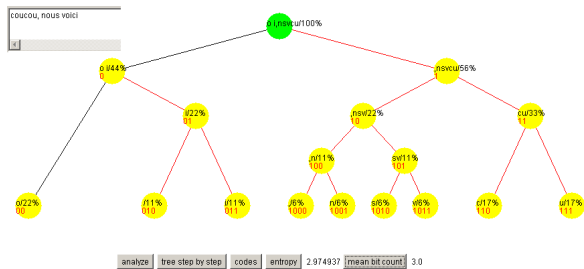 coucou, nous voici
o i,nsvcu/100%
o i/44%
0
,nsvcu/56%
1
i/22%
01
,nsv/22%
10
cu/33%
11
,n/11%
100
sv/11%
101
o/22%
00
/11%
010
i/11%
011
,/6%
1000
n/6%
1001
s/6%
1010
v/6%
1011
c/17%
110
u/17%
111
analyze tree step by step codes entropy 2.974937 mean bit count 3.0